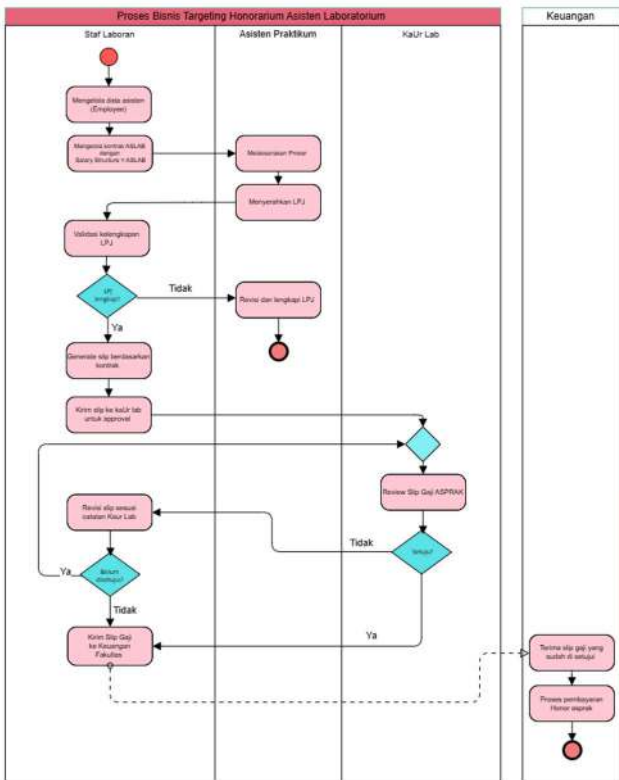 Proses Bisnis Targeting Honorarium Asisten Laboratorium
Keuangan
Staf Laboran
Asisten Praktikum
KaUr Lab
Mengelola data asisten
(Employee)
Mengelola kontrak ASLAB
dengan
Salary Structure = ASLAB
Melaksanakan
Menyerahkan LPJ
Validasi kelengkapan
LPJ
LPJ
lengkap?
Tidak
Revisi dan lengkapi LPJ
Ya
Generate slip berdasarkan
kontrak
Kirim slip ke kaUr lab
untuk approval
Review Slip Gaji ASPRAK
Revisi slip sesuai
catatan Kaur Lab
Tidak
Setuju?
Ya
Belum
disetujui?
Tidak
Ya
Kirim Slip Gaji
ke Keuangan
Fakultas
Terima slip gaji yang
sudah di setujui
Proses pembayaran
Honor asprak